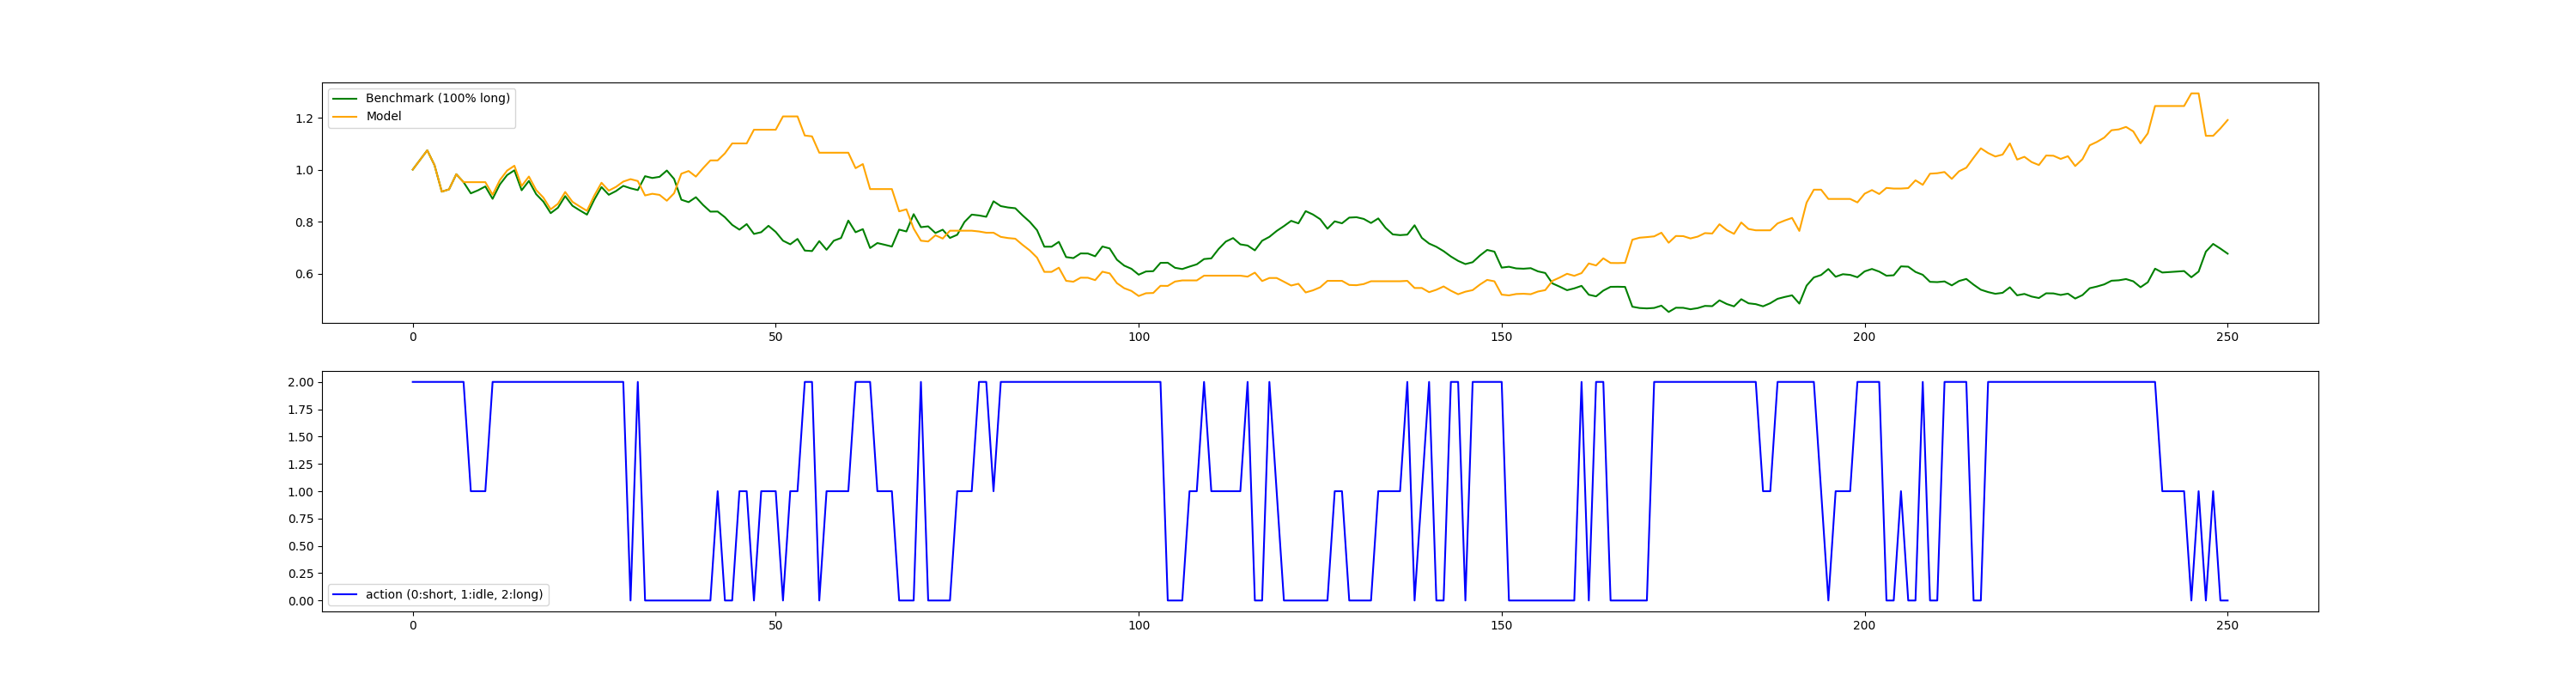 Benchmark (100% long)
Model
1.2
1.0
0.8
0.6
0 50 100 150 200 250
2.00
1.75
1.50
1.25
1.00
0.75
0.50
0.25
0.00
action (0:short, 1:idle, 2:long)
0 50 100 150 200 250